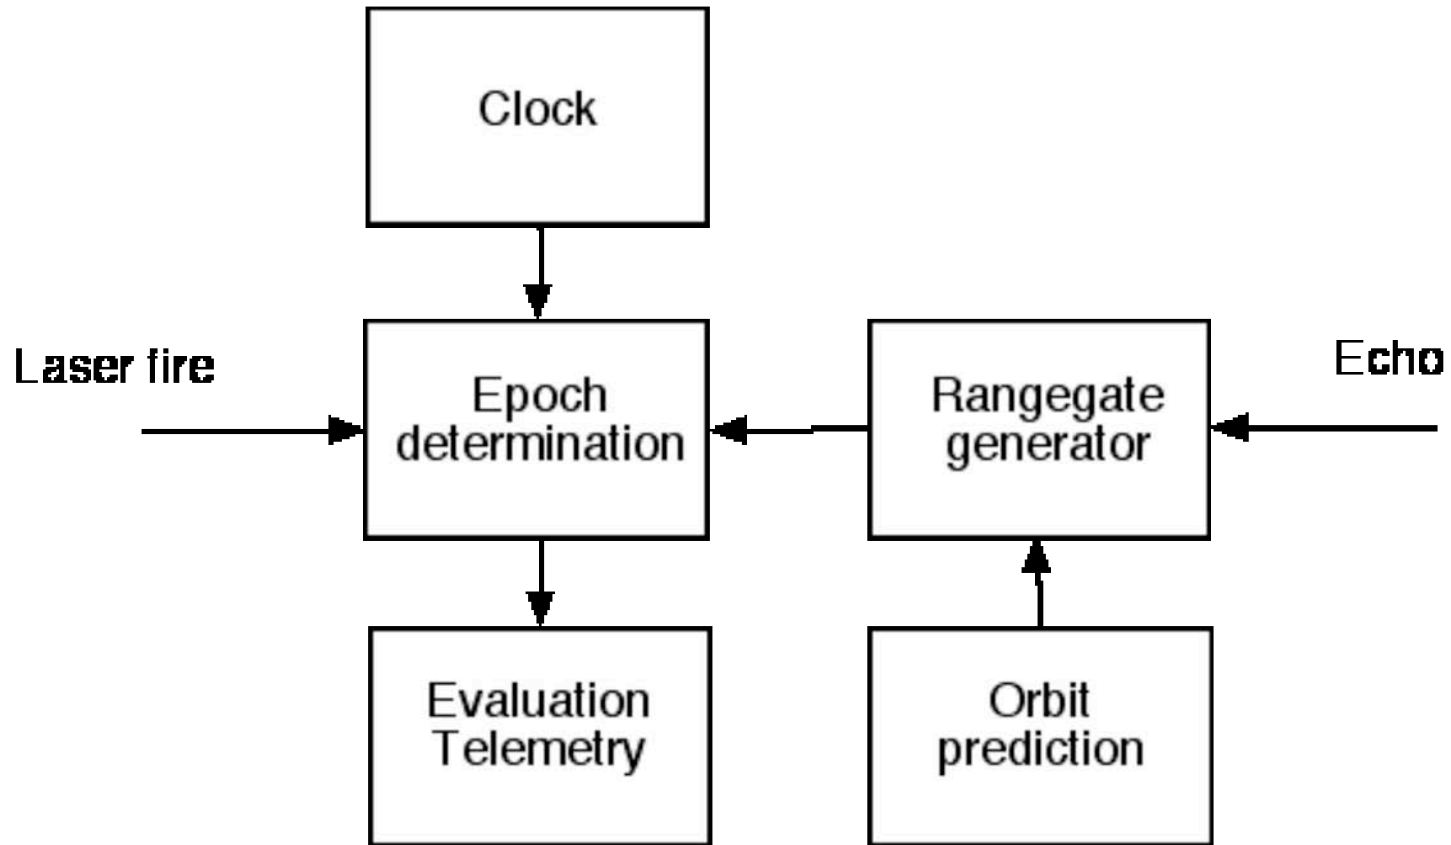 Clock
Laser fire
Epoch
determination
Rangegate
generator
Echo
Evaluation
Telemetry
Orbit
prediction